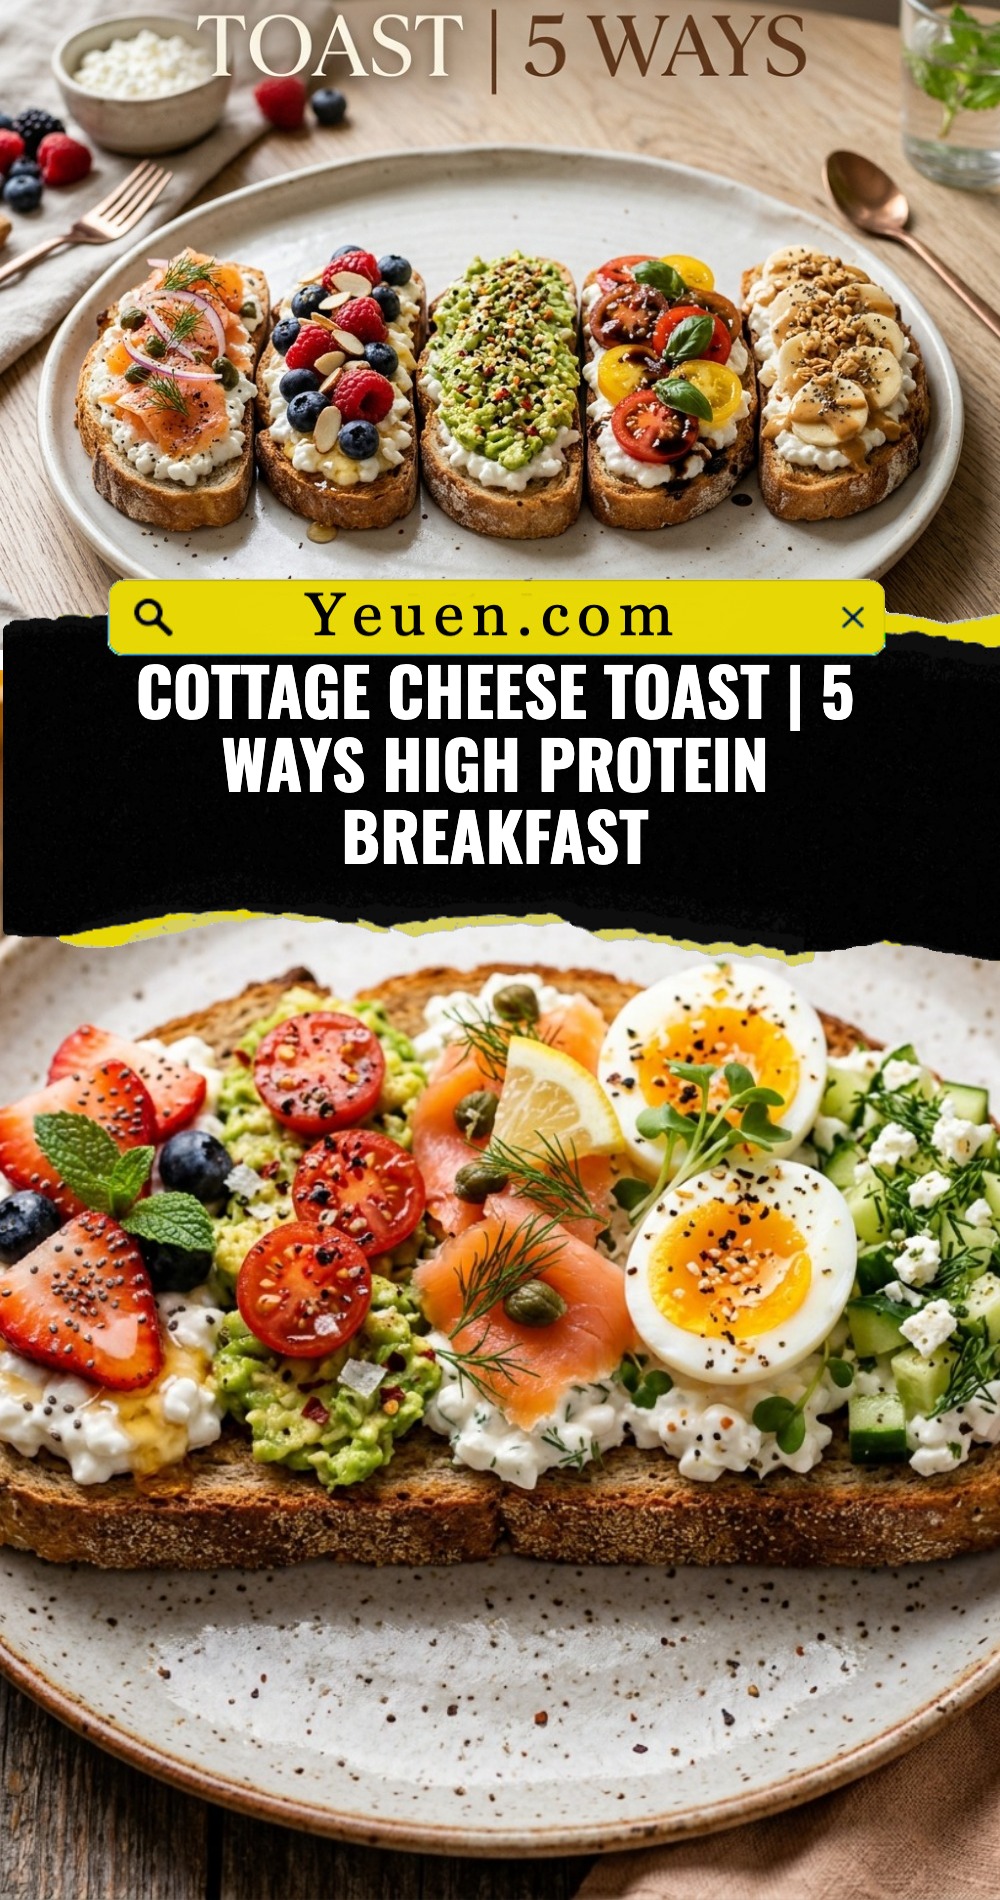 TOAST | 5 WAYS
Yeuen.com
COTTAGE CHEESE TOAST | 5
WAYS HIGH PROTEIN
BREAKFAST